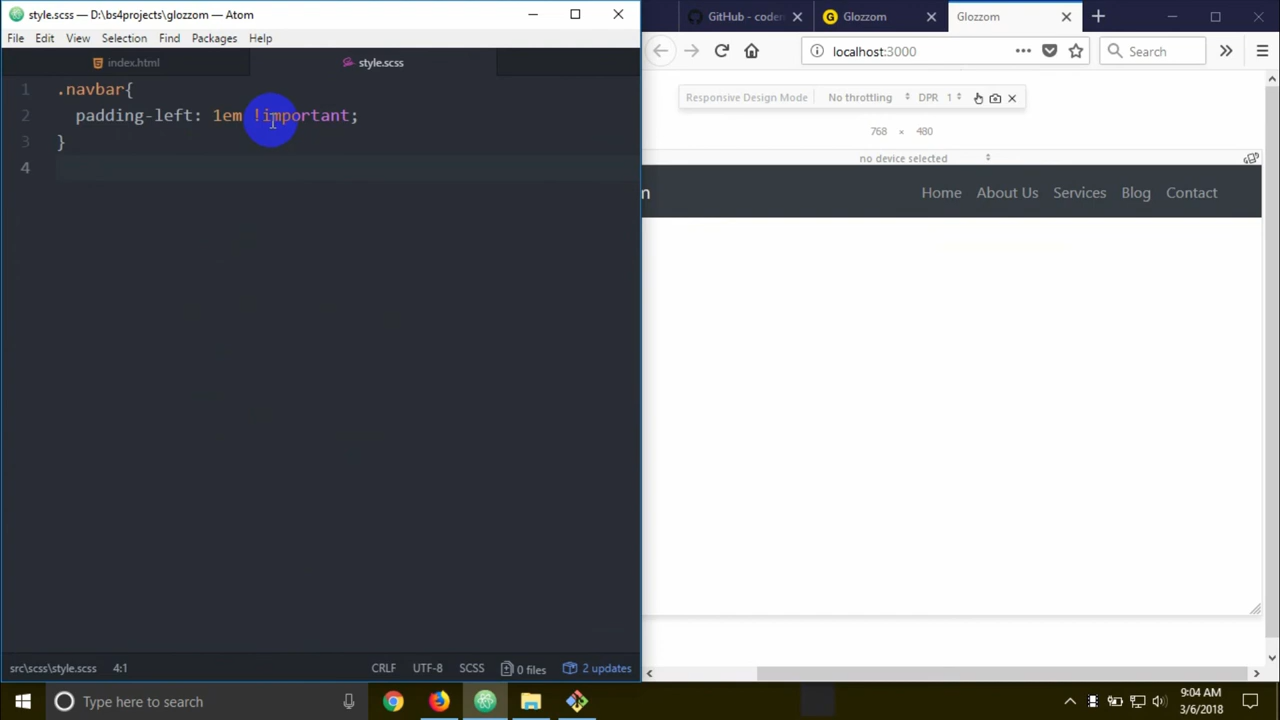 style.scss — D:\bs4projects\glozzom — Atom
File Edit View Selection Find Packages Help
index.html
style.scss
1 .navbar{
2 padding-left: 1em !important;
3 }
4
src\scss\style.scss 4:1
CRLF UTF-8 SCSS 0 files 2 updates
GitHub - coder
Glozzom
Glozzom
localhost:3000
Search
Responsive Design Mode No throttling DPR 1
768 × 480
no device selected
n Home About Us Services Blog Contact
Type here to search
9:04 AM
3/6/2018